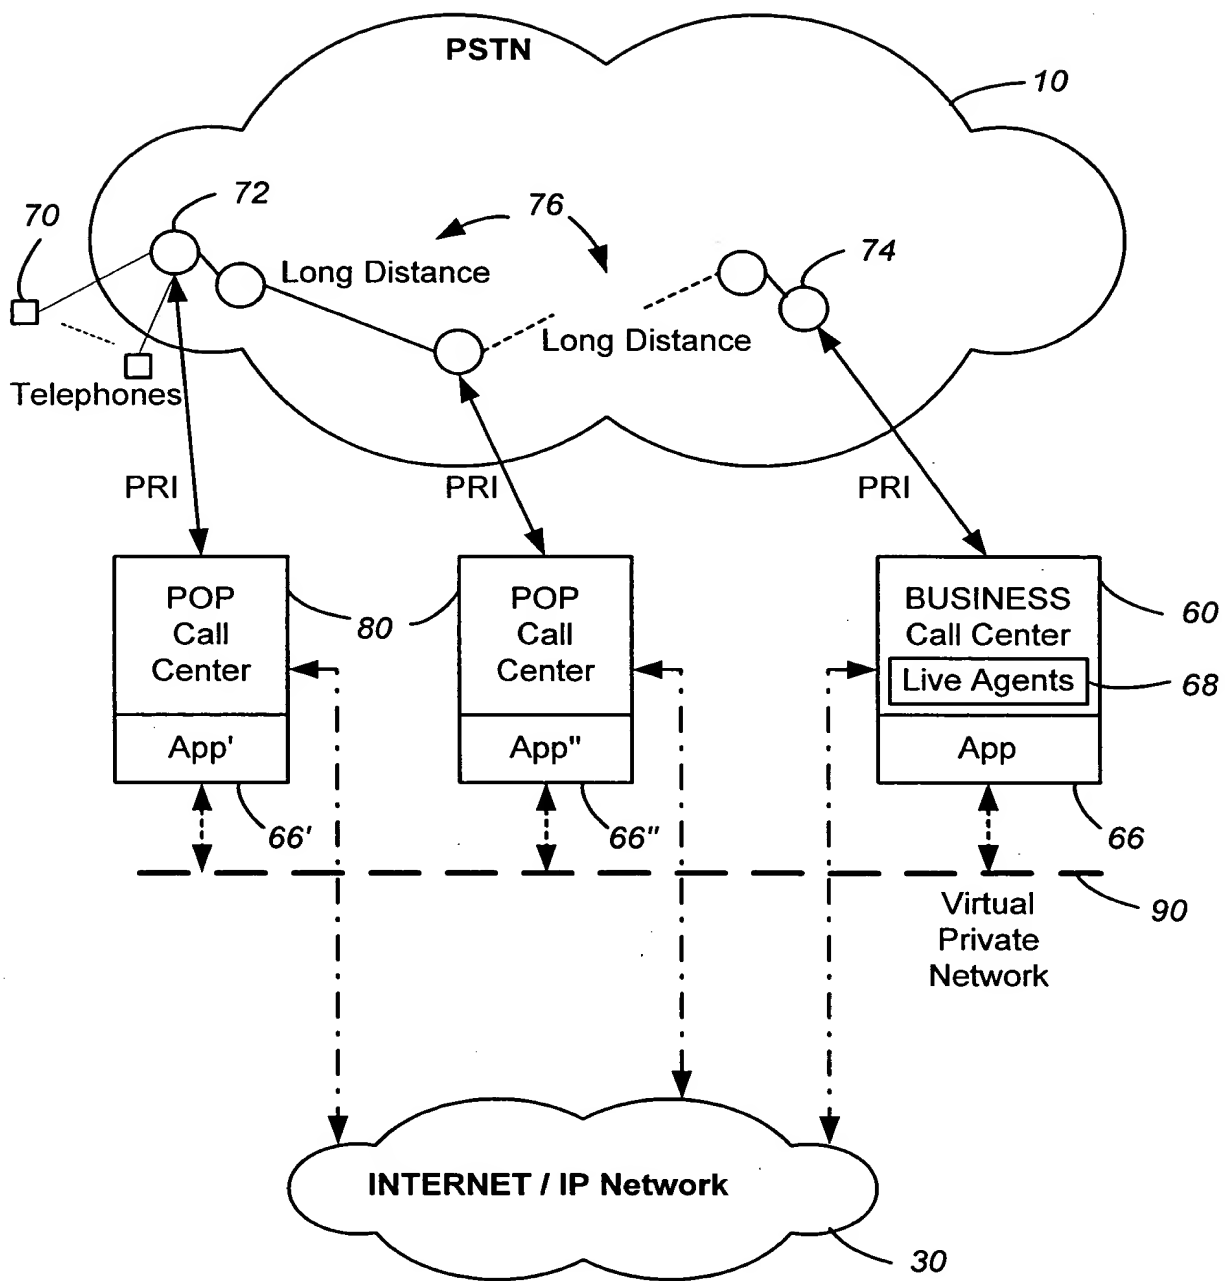 PSTN
10
72
70
76
74
Long Distance
Long Distance
Telephones
PRI
PRI
PRI
POP
Call
Center
80
POP
Call
Center
BUSINESS
Call Center
60
Live Agents
68
App'
App"
App
66'
66"
66
90
Virtual
Private
Network
INTERNET / IP Network
30